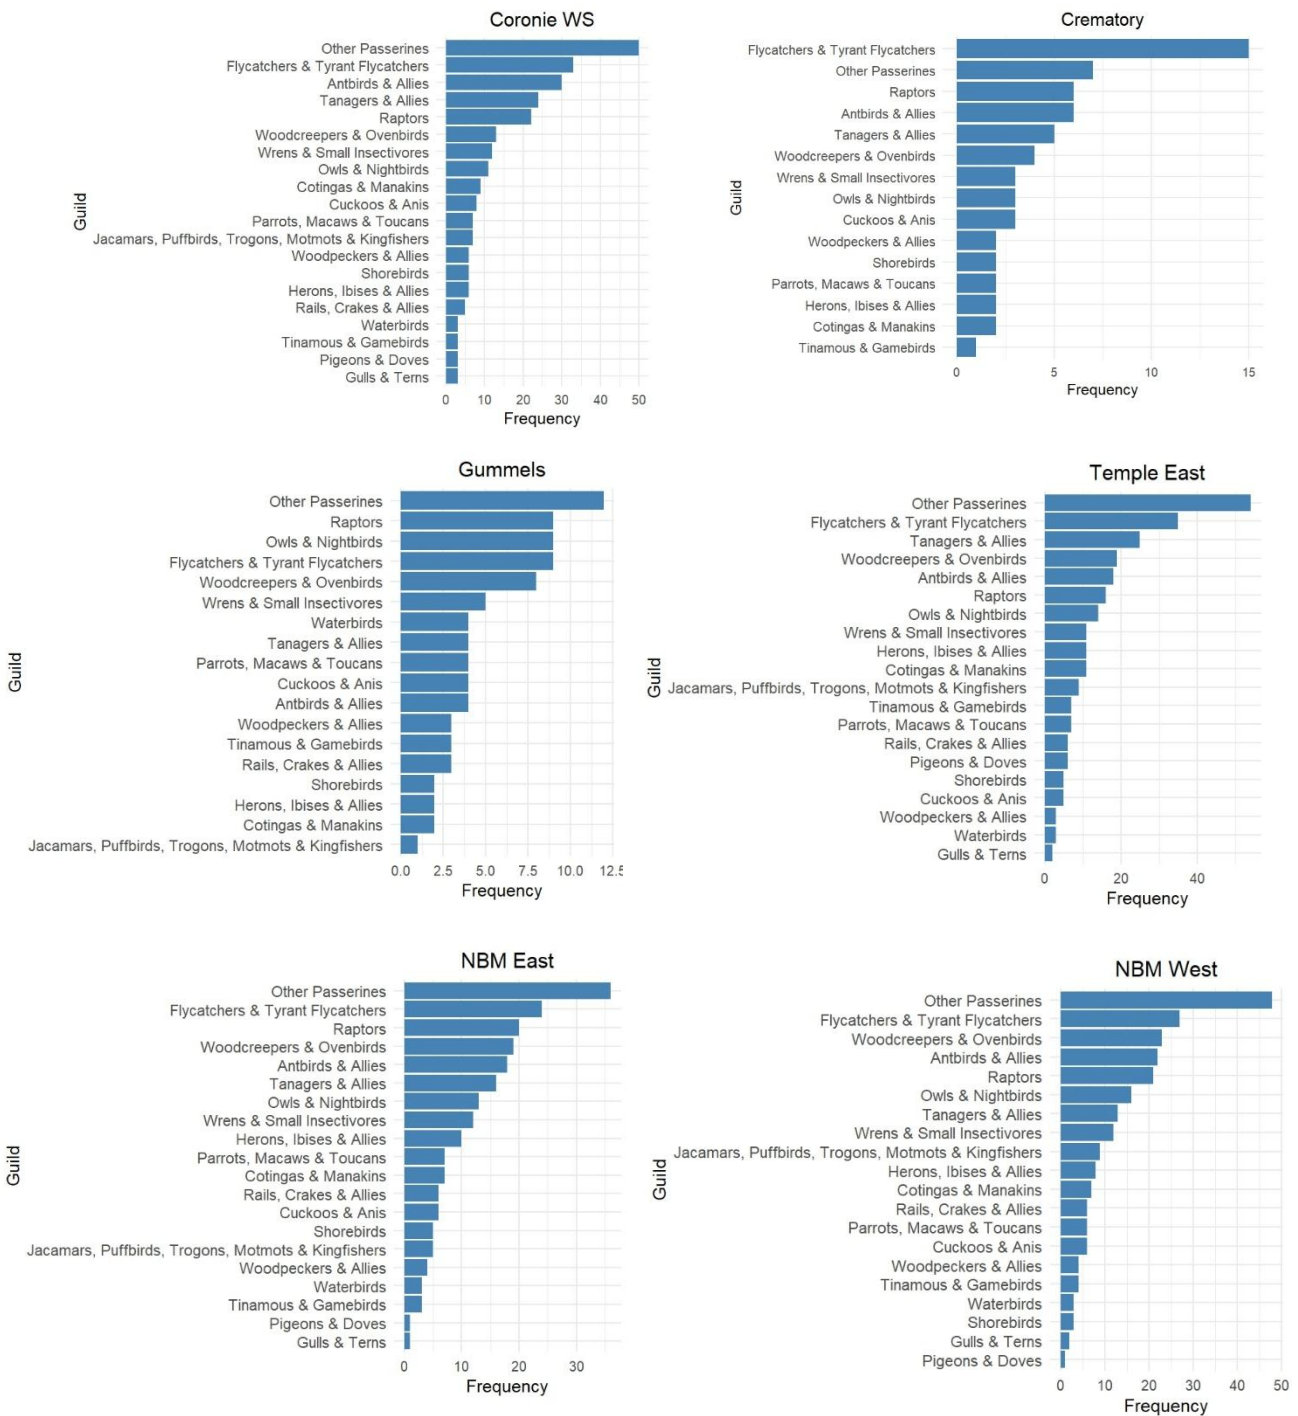 Coronie WS
Other Passerines
Flycatchers & Tyrant Flycatchers
Antbirds & Allies
Tanagers & Allies
Raptors
Woodcreepers & Ovenbirds
Wrens & Small Insectivores
Owls & Nightbirds
Cotingas & Manakins
Cuckoos & Anis
Parrots, Macaws & Toucans
Jacamars, Puffbirds, Trogons, Motmots & Kingfishers
Woodpeckers & Allies
Shorebirds
Herons, Ibises & Allies
Rails, Crakes & Allies
Waterbirds
Tinamous & Gamebirds
Pigeons & Doves
Gulls & Terns
Guild
0 10 20 30 40 50
Frequency
Crematory
Flycatchers & Tyrant Flycatchers
Other Passerines
Raptors
Antbirds & Allies
Tanagers & Allies
Woodcreepers & Ovenbirds
Wrens & Small Insectivores
Owls & Nightbirds
Cuckoos & Anis
Woodpeckers & Allies
Shorebirds
Parrots, Macaws & Toucans
Herons, Ibises & Allies
Cotingas & Manakins
Tinamous & Gamebirds
Guild
0 5 10 15
Frequency
Gummels
Other Passerines
Raptors
Owls & Nightbirds
Flycatchers & Tyrant Flycatchers
Woodcreepers & Ovenbirds
Wrens & Small Insectivores
Waterbirds
Tanagers & Allies
Parrots, Macaws & Toucans
Cuckoos & Anis
Antbirds & Allies
Woodpeckers & Allies
Tinamous & Gamebirds
Rails, Crakes & Allies
Shorebirds
Herons, Ibises & Allies
Cotingas & Manakins
Jacamars, Puffbirds, Trogons, Motmots & Kingfishers
Guild
0.0 2.5 5.0 7.5 10.0 12.5
Frequency
Temple East
Other Passerines
Flycatchers & Tyrant Flycatchers
Tanagers & Allies
Woodcreepers & Ovenbirds
Antbirds & Allies
Raptors
Owls & Nightbirds
Wrens & Small Insectivores
Herons, Ibises & Allies
Cotingas & Manakins
Jacamars, Puffbirds, Trogons, Motmots & Kingfishers
Tinamous & Gamebirds
Parrots, Macaws & Toucans
Rails, Crakes & Allies
Pigeons & Doves
Shorebirds
Cuckoos & Anis
Woodpeckers & Allies
Waterbirds
Gulls & Terns
Guild
0 20 40
Frequency
NBM East
Other Passerines
Flycatchers & Tyrant Flycatchers
Raptors
Woodcreepers & Ovenbirds
Antbirds & Allies
Tanagers & Allies
Owls & Nightbirds
Wrens & Small Insectivores
Herons, Ibises & Allies
Parrots, Macaws & Toucans
Cotingas & Manakins
Rails, Crakes & Allies
Cuckoos & Anis
Shorebirds
Jacamars, Puffbirds, Trogons, Motmots & Kingfishers
Woodpeckers & Allies
Waterbirds
Tinamous & Gamebirds
Pigeons & Doves
Gulls & Terns
Guild
0 10 20 30
Frequency
NBM West
Other Passerines
Flycatchers & Tyrant Flycatchers
Woodcreepers & Ovenbirds
Antbirds & Allies
Raptors
Owls & Nightbirds
Tanagers & Allies
Wrens & Small Insectivores
Jacamars, Puffbirds, Trogons, Motmots & Kingfishers
Herons, Ibises & Allies
Cotingas & Manakins
Rails, Crakes & Allies
Parrots, Macaws & Toucans
Cuckoos & Anis
Woodpeckers & Allies
Tinamous & Gamebirds
Waterbirds
Shorebirds
Gulls & Terns
Pigeons & Doves
Guild
0 10 20 30 40 50
Frequency